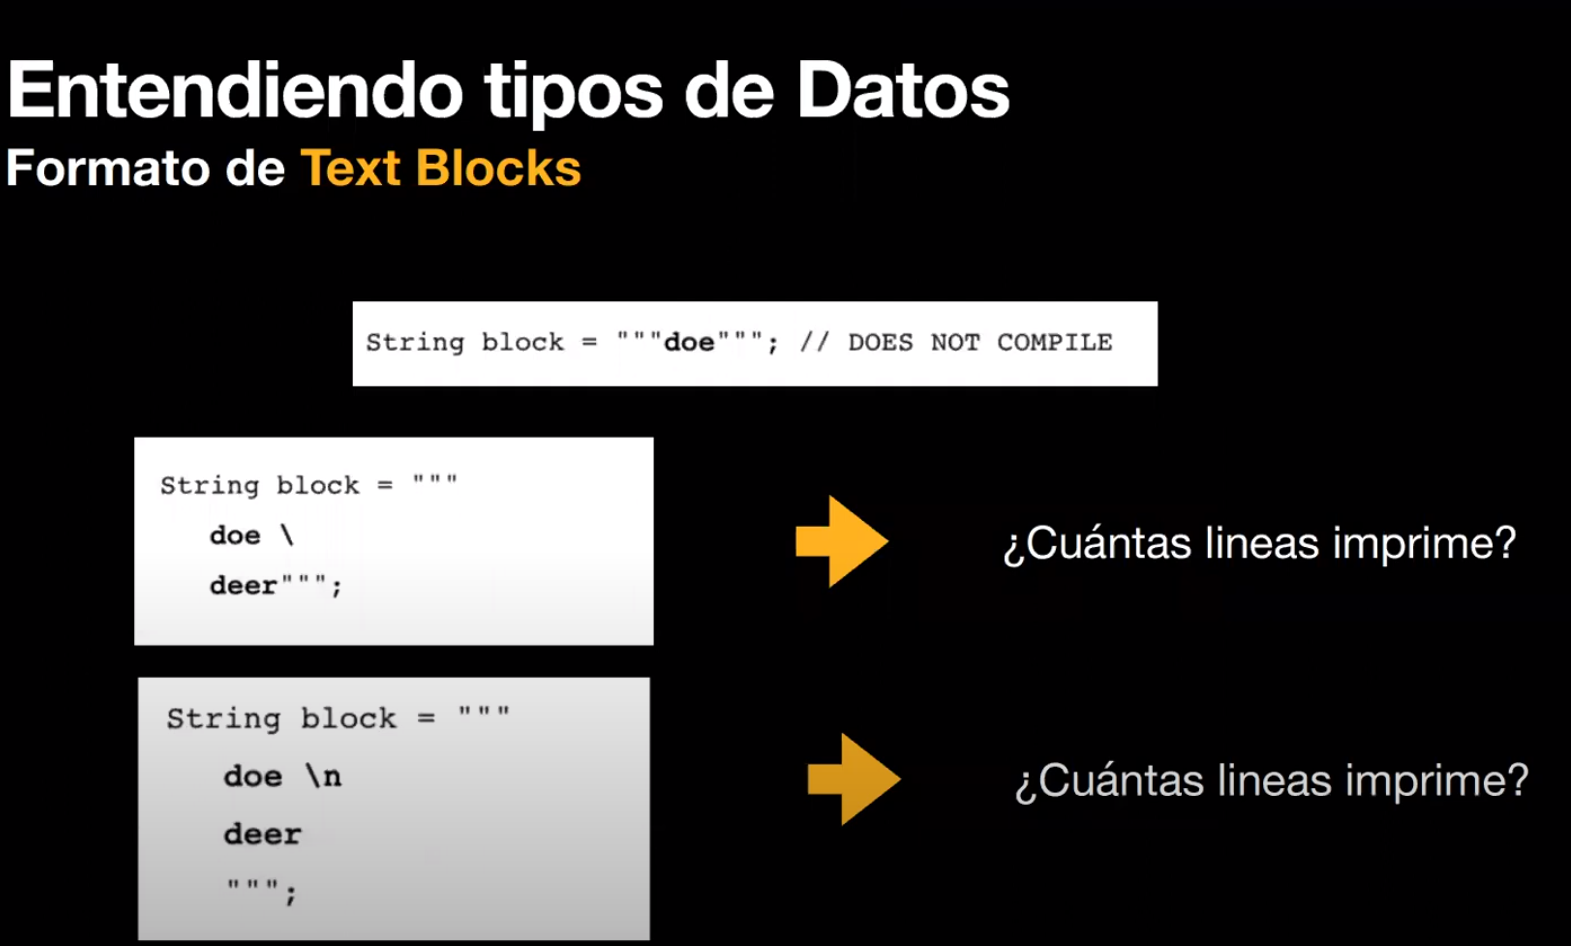 Entendiendo tipos de Datos
Formato de Text Blocks
String block = """doe"""; // DOES NOT COMPILE
String block = """
doe \
deer""";
¿Cuántas lineas imprime?
String block = """
doe \n
deer
""";
¿Cuántas lineas imprime?